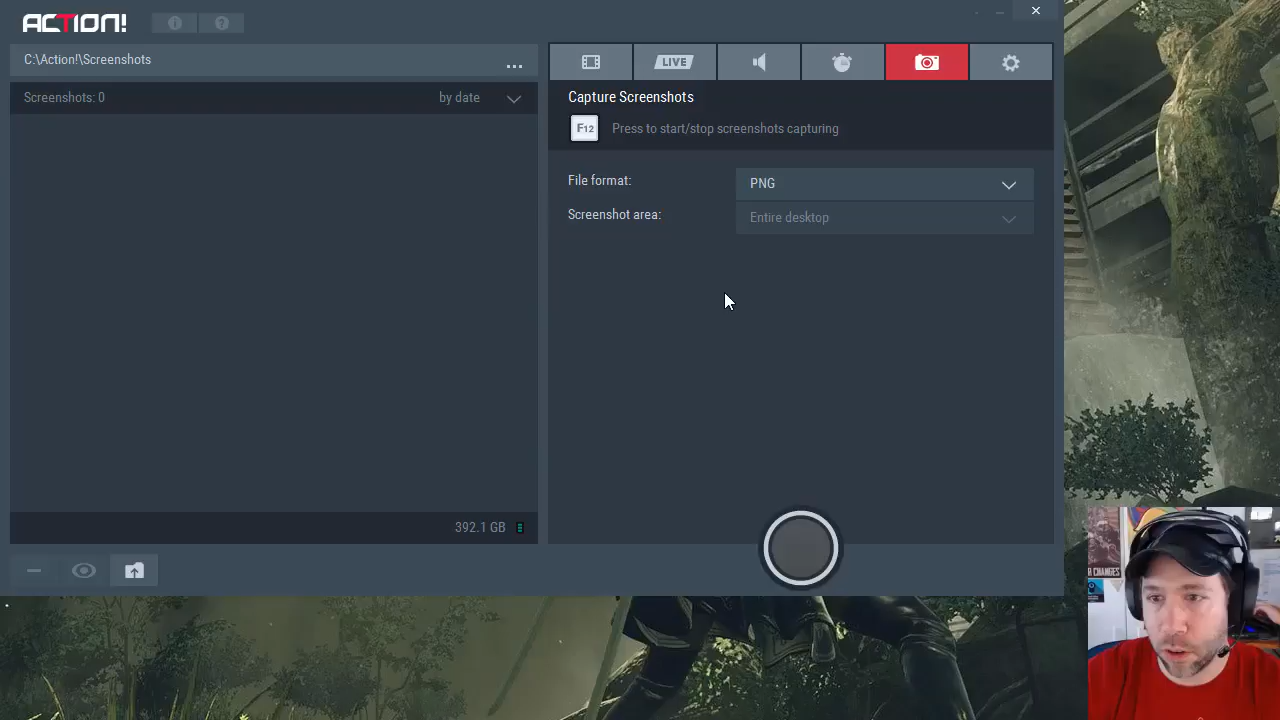 ACTION!
C:\Action!\Screenshots
...
LIVE
Screenshots: 0
by date
Capture Screenshots
F12
Press to start/stop screenshots capturing
File format:
PNG
Screenshot area:
Entire desktop
392.1 GB
CHANGES